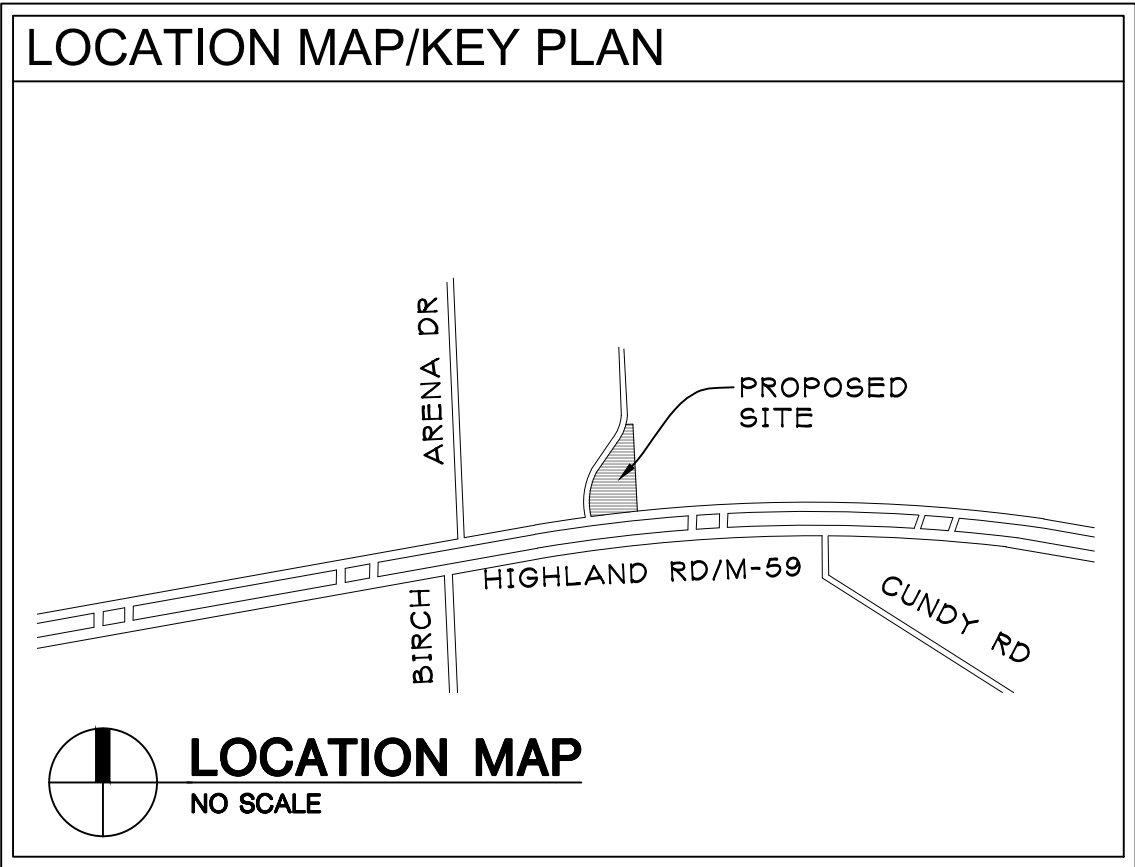 LOCATION MAP/KEY PLAN
ARENA DR
PROPOSED
SITE
HIGHLAND RD/M-59
BIRCH
CUNDY RD
LOCATION MAP
NO SCALE